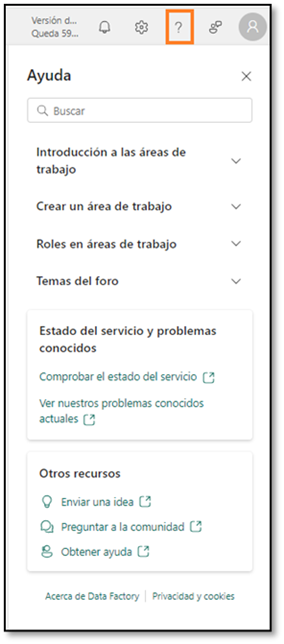 Versión d...
Queda 59...
?
Ayuda
Buscar
Introducción a las áreas de
trabajo
Crear un área de trabajo
Roles en áreas de trabajo
Temas del foro
Estado del servicio y problemas
conocidos
Comprobar el estado del servicio
Ver nuestros problemas conocidos
actuales
Otros recursos
Enviar una idea
Preguntar a la comunidad
Obtener ayuda
Acerca de Data Factory | Privacidad y cookies